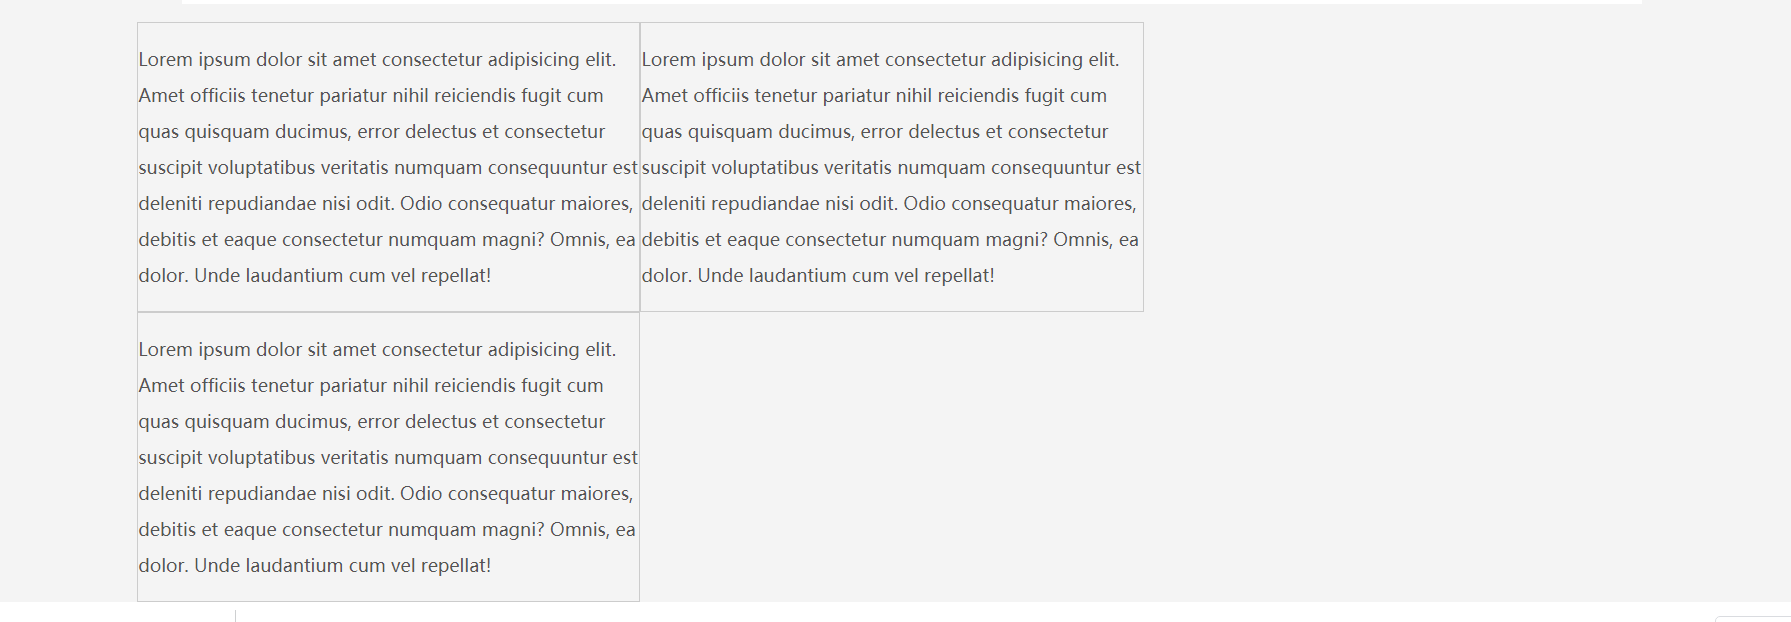 Lorem ipsum dolor sit amet consectetur adipisicing elit.
Amet officiis tenetur pariatur nihil reiciendis fugit cum
quas quisquam ducimus, error delectus et consectetur
suscipit voluptatibus veritatis numquam consequuntur est
deleniti repudiandae nisi odit. Odio consequatur maiores,
debitis et eaque consectetur numquam magni? Omnis, ea
dolor. Unde laudantium cum vel repellat!
Lorem ipsum dolor sit amet consectetur adipisicing elit.
Amet officiis tenetur pariatur nihil reiciendis fugit cum
quas quisquam ducimus, error delectus et consectetur
suscipit voluptatibus veritatis numquam consequuntur est
deleniti repudiandae nisi odit. Odio consequatur maiores,
debitis et eaque consectetur numquam magni? Omnis, ea
dolor. Unde laudantium cum vel repellat!
Lorem ipsum dolor sit amet consectetur adipisicing elit.
Amet officiis tenetur pariatur nihil reiciendis fugit cum
quas quisquam ducimus, error delectus et consectetur
suscipit voluptatibus veritatis numquam consequuntur est
deleniti repudiandae nisi odit. Odio consequatur maiores,
debitis et eaque consectetur numquam magni? Omnis, ea
dolor. Unde laudantium cum vel repellat!